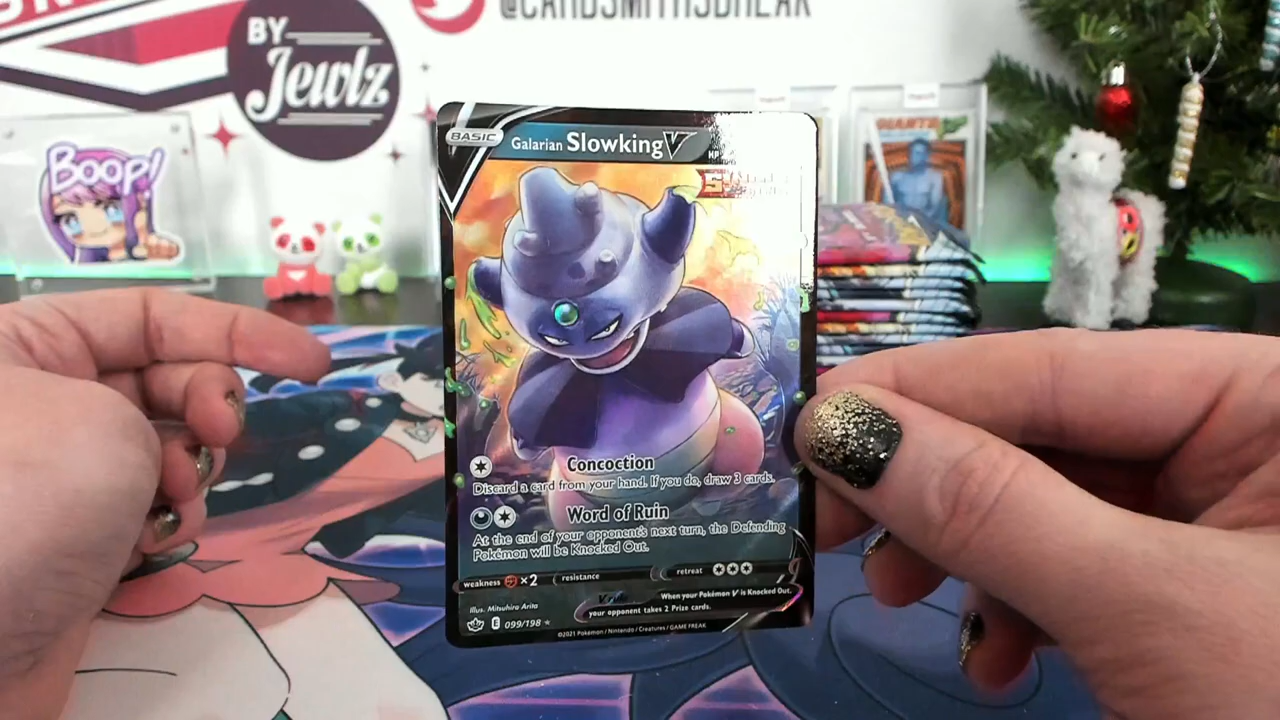 @CARDSMITHSBREAK
BY
Jewlz
Boop!
GIANTS
BASIC
Galarian Slowking V
HP
Concoction
Discard a card from your hand. If you do, draw 3 cards.
Word of Ruin
At the end of your opponent's next turn, the Defending
Pokémon will be Knocked Out.
weakness ×2 resistance retreat
V rule
When your Pokémon V is Knocked Out,
your opponent takes 2 Prize cards.
Illus. Mitsuhiro Arita
E 099/198
©2021 Pokémon / Nintendo / Creatures / GAME FREAK